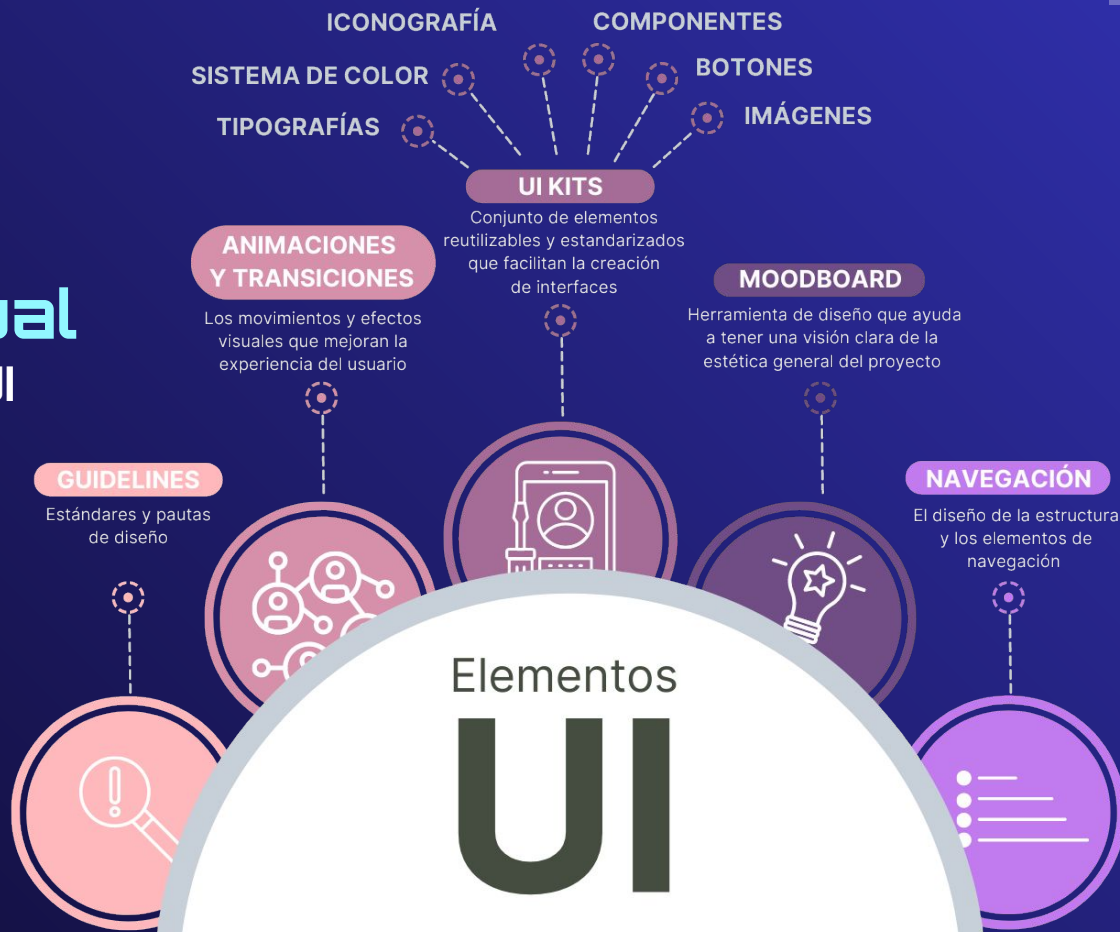 ICONOGRAFÍA
COMPONENTES
SISTEMA DE COLOR
BOTONES
TIPOGRAFÍAS
IMÁGENES
UI KITS
Conjunto de elementos
reutilizables y estandarizados
que facilitan la creación
de interfaces
ANIMACIONES
Y TRANSICIONES
Los movimientos y efectos
visuales que mejoran la
experiencia del usuario
MOODBOARD
Herramienta de diseño que ayuda
a tener una visión clara de la
estética general del proyecto
GUIDELINES
Estándares y pautas
de diseño
NAVEGACIÓN
El diseño de la estructura
y los elementos de
navegación
Elementos
UI